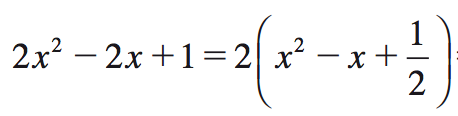 2x² − 2x + 1 = 2(x² − x + 1/2)